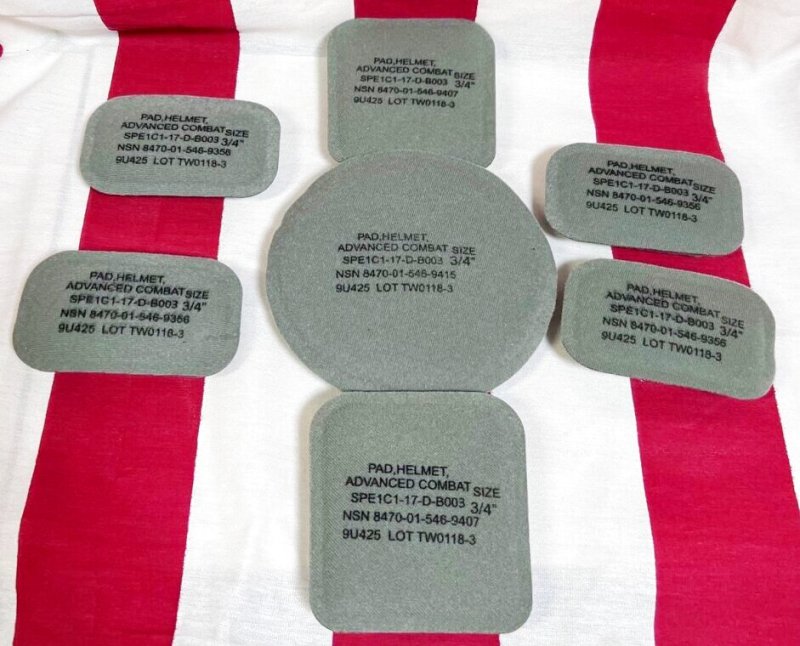 PAD,HELMET,
ADVANCED COMBAT SIZE
SPE1C1-17-D-B003 3/4"
NSN 8470-01-546-9407
9U425 LOT TW0118-3
PAD,HELMET,
ADVANCED COMBAT SIZE
SPE1C1-17-D-B003 3/4"
NSN 8470-01-546-9356
9U425 LOT TW0118-3
PAD,HELMET,
ADVANCED COMBAT SIZE
SPE1C1-17-D-B003 3/4"
NSN 8470-01-546-9356
9U425 LOT TW0118-3
PAD,HELMET,
ADVANCED COMBAT SIZE
SPE1C1-17-D-B003 3/4"
NSN 8470-01-546-9415
9U425 LOT TW0118-3
PAD,HELMET,
ADVANCED COMBAT SIZE
SPE1C1-17-D-B003 3/4"
NSN 8470-01-546-9356
9U425 LOT TW0118-3
PAD,HELMET,
ADVANCED COMBAT SIZE
SPE1C1-17-D-B003 3/4"
NSN 8470-01-546-9356
9U425 LOT TW0118-3
PAD,HELMET,
ADVANCED COMBAT SIZE
SPE1C1-17-D-B003 3/4"
NSN 8470-01-546-9407
9U425 LOT TW0118-3